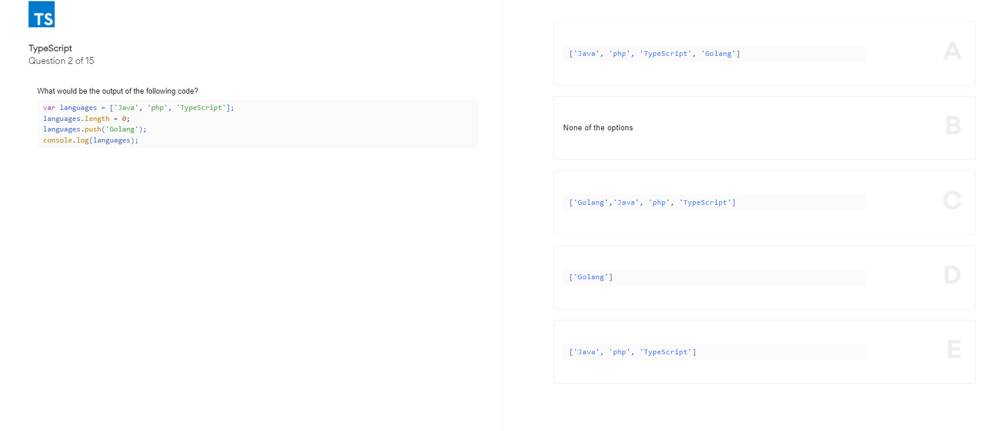 TS
TypeScript
Question 2 of 15
What would be the output of the following code?
var languages = ['Java', 'php', 'TypeScript'];
languages.length = 0;
languages.push('Golang');
console.log(languages);
['Java', 'php', 'TypeScript', 'Golang']
A
None of the options
B
['Golang','Java', 'php', 'TypeScript']
C
['Golang']
D
['Java', 'php', 'TypeScript']
E